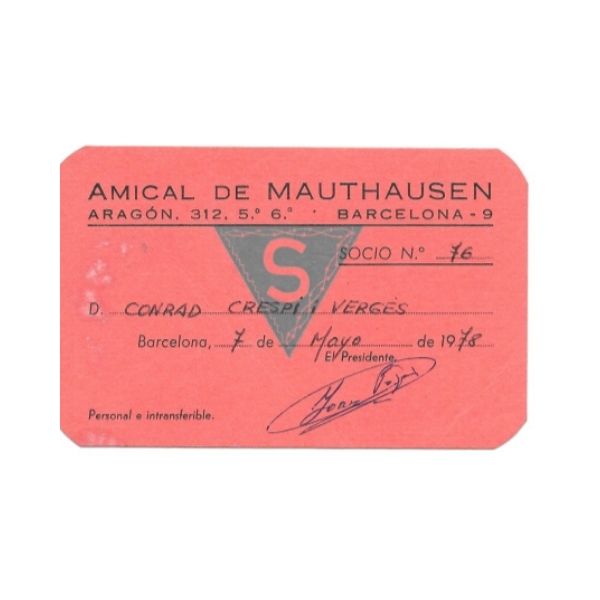 AMICAL DE MAUTHAUSEN
ARAGÓN, 312, 5.º 6.º · BARCELONA - 9
S
SOCIO N.º 76
D. CONRAD CRESPÍ i VERGÉS
Barcelona, 7 de Mayo de 1978
El Presidente,
Joan
Personal e intransferible.